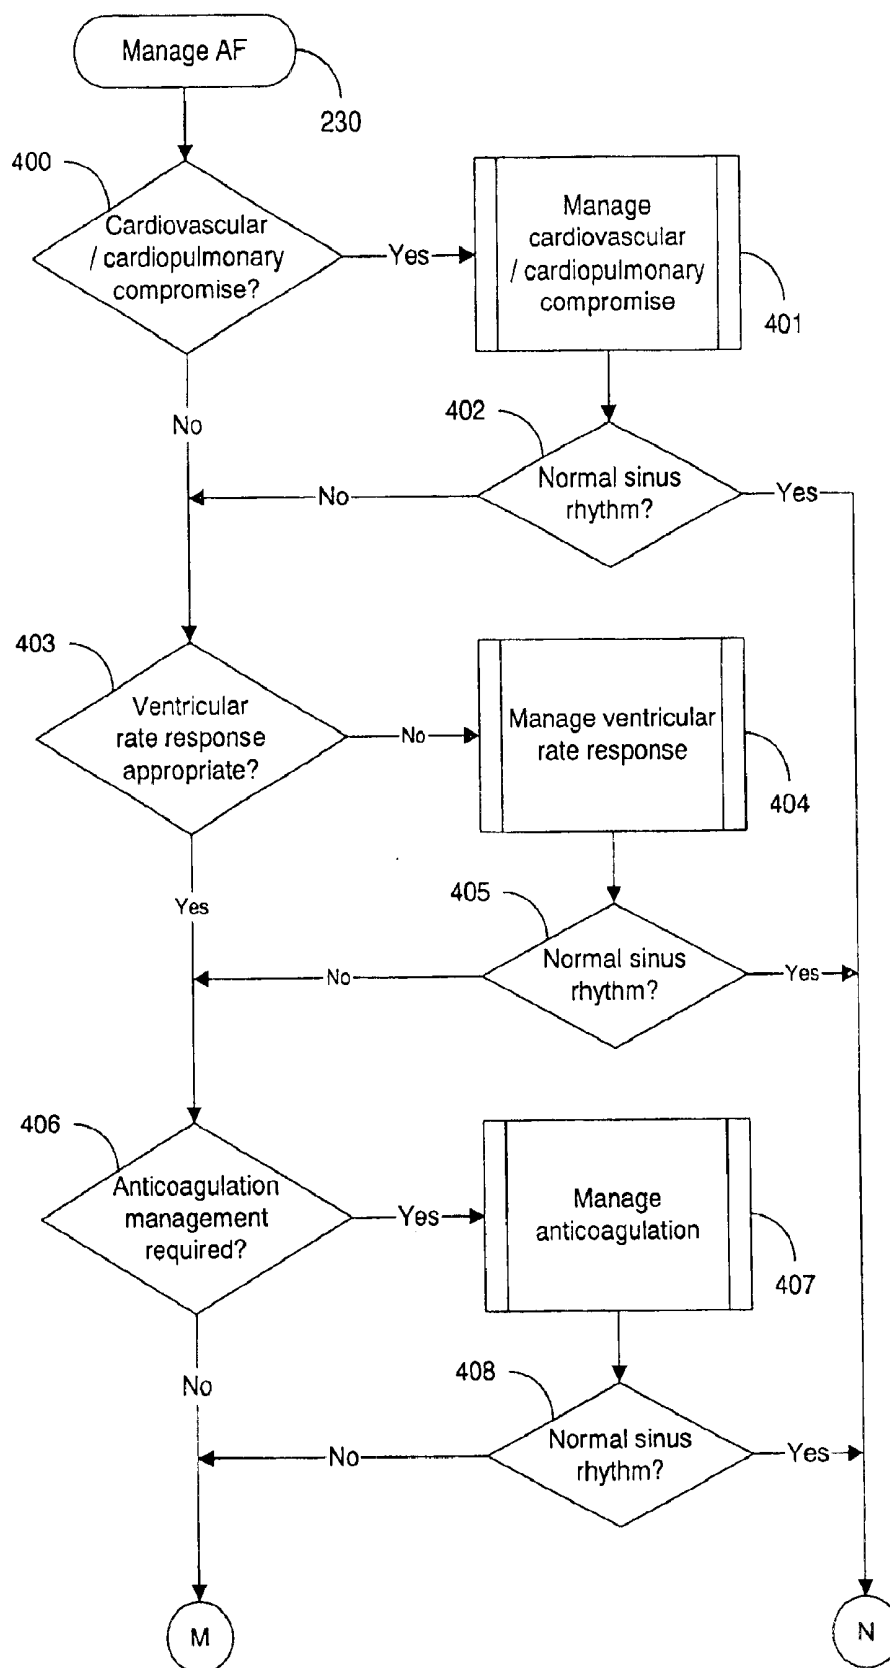 Manage AF
230
400
Cardiovascular
/ cardiopulmonary
compromise?
Yes
Manage
cardiovascular
/ cardiopulmonary
compromise
401
No
402
Normal sinus
rhythm?
No
Yes
403
Ventricular
rate response
appropriate?
No
Manage ventricular
rate response
404
Yes
405
Normal sinus
rhythm?
No
Yes
406
Anticoagulation
management
required?
Yes
Manage
anticoagulation
407
No
408
Normal sinus
rhythm?
No
Yes
M
N